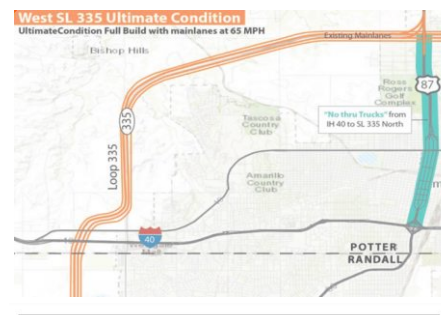 West SL 335 Ultimate Condition
UltimateCondition Full Build with mainlanes at 65 MPH
Existing Mainlanes
Bishop Hills
Ross
Rogers
Golf
Complex
87
"No thru Trucks" from
IH 40 to SL 335 North
Tascosa
Country
Club
335
Loop 335
Amarillo
Country
Club
40
POTTER
RANDALL